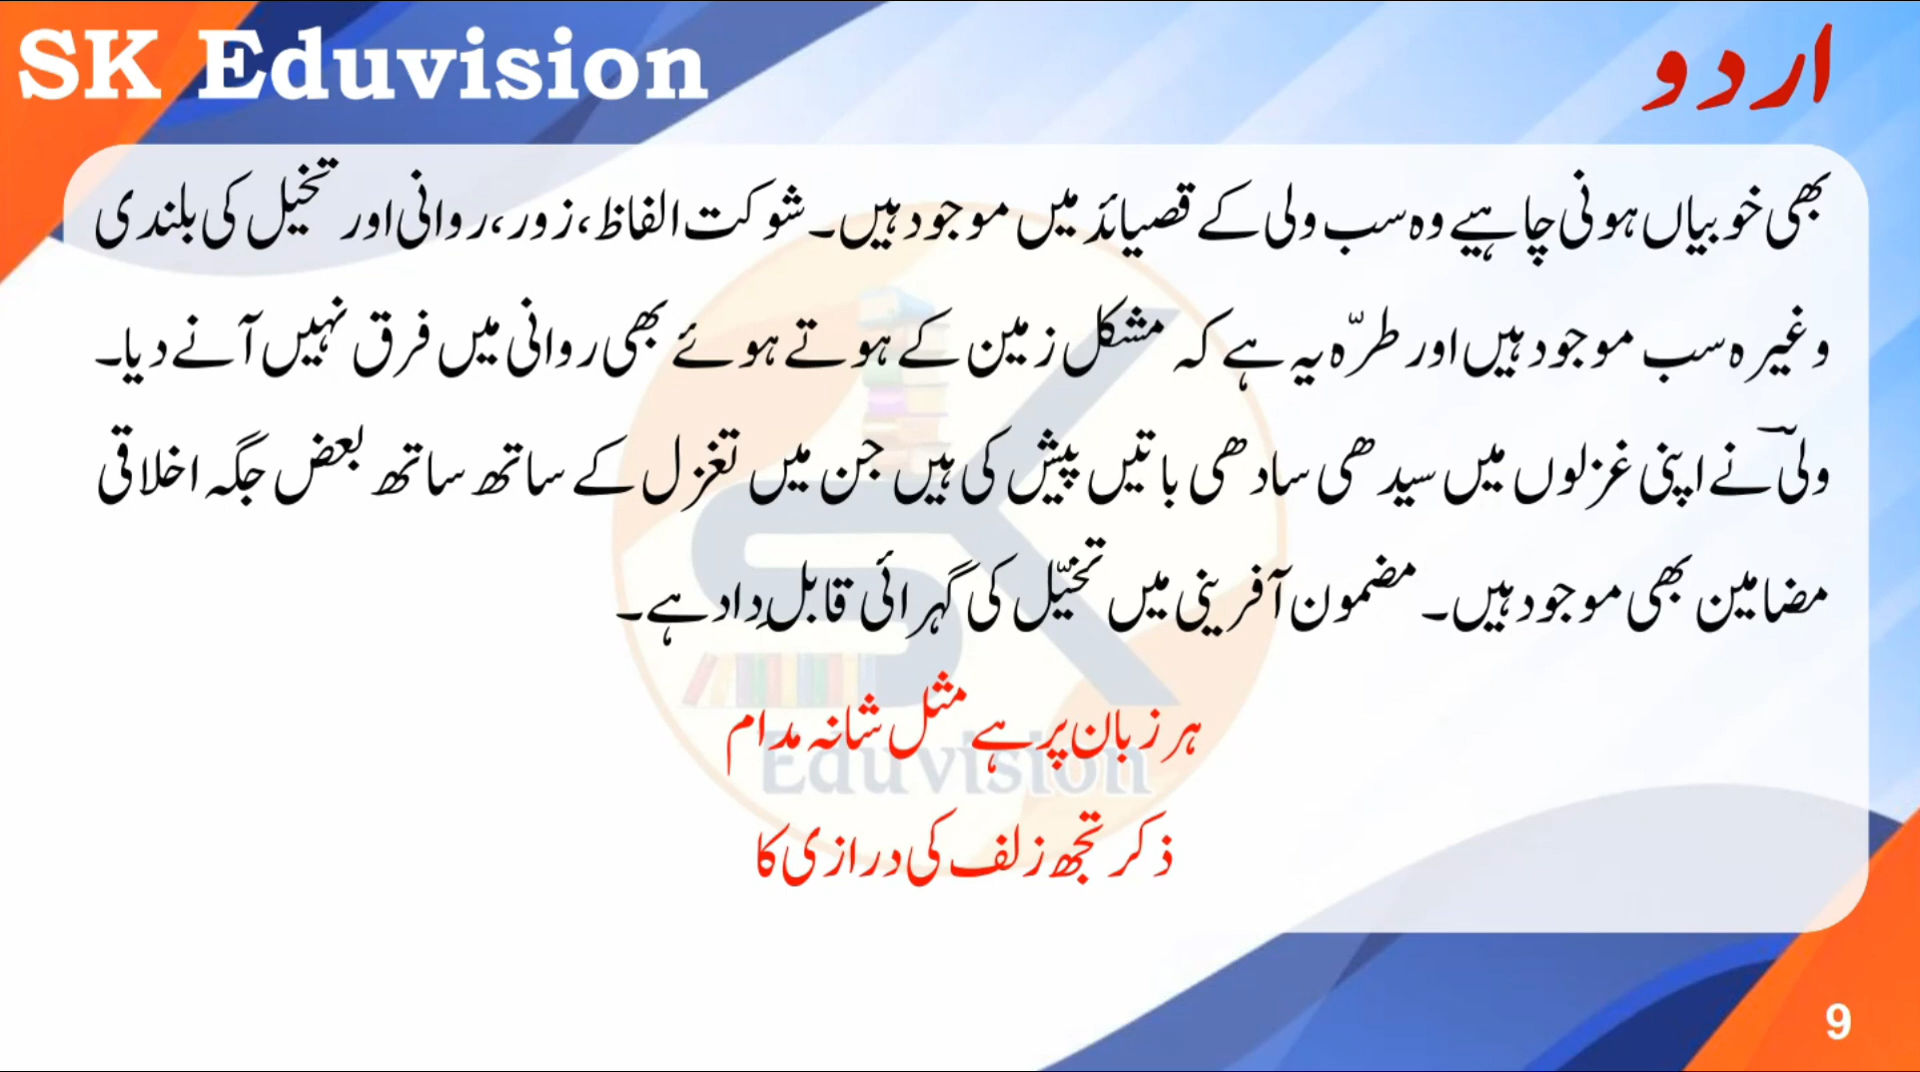 SK Eduvision
اردو
بھی خوبیاں ہونی چاہیے وہ سب ولی کے قصیائد میں موجود ہیں۔ شوکت الفاظ، زور، روانی اور تخیل کی بلندی
وغیرہ سب موجود ہیں اور طرّہ یہ ہے کہ مشکل زمین کے ہوتے ہوئے بھی روانی میں فرق نہیں آنے دیا۔
ولیؔ نے اپنی غزلوں میں سیدھی سادھی باتیں پیش کی ہیں جن میں تغزل کے ساتھ ساتھ بعض جگہ اخلاقی
مضامین بھی موجود ہیں۔ مضمون آفرینی میں تخیّل کی گہرائی قابلِ داد ہے۔
ہر زبان پر ہے مثل شانہ مدام
Eduvision
ذکر تجھ زلف کی درازی کا
9